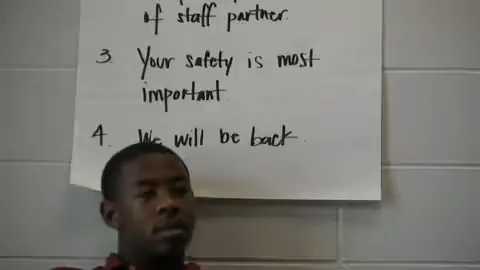 of staff partner.
3. Your safety is most
important.
4. We will be back.